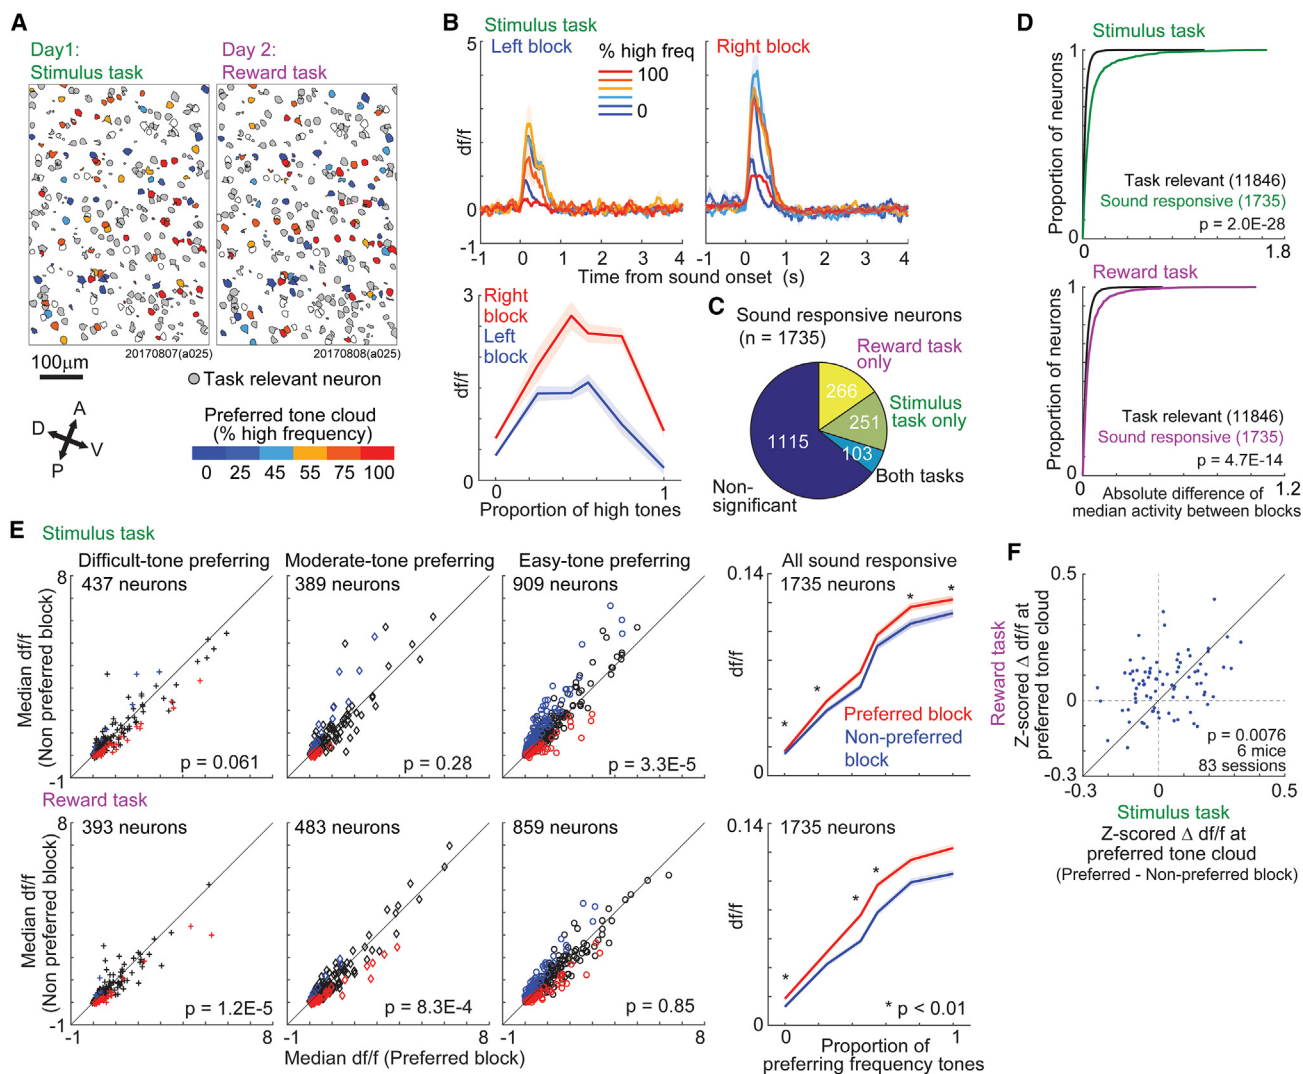 A
Day1:
Stimulus task
Day 2:
Reward task
20170807(a025)
20170808(a025)
100μm
Task relevant neuron
A
D
V
P
Preferred tone cloud
(% high frequency)
0 25 45 55 75 100
B
Stimulus task
Left block
% high freq
100
0
Right block
5
df/f
0
-1
-1 0 1 2 3 4
-1 0 1 2 3 4
Time from sound onset (s)
3
Right
block
Left
block
df/f
0
0 1
Proportion of high tones
C
Sound responsive neurons
(n = 1735)
Reward task
only
266
Stimulus
task only
251
103
Both tasks
1115
Non-
significant
D
Stimulus task
1
Proportion of neurons
Task relevant (11846)
Sound responsive (1735)
p = 2.0E-28
0
0 1.8
Reward task
1
Proportion of neurons
Task relevant (11846)
Sound responsive (1735)
p = 4.7E-14
0
0 1.2
Absolute difference of
median activity between blocks
E
Stimulus task
Difficult-tone preferring
437 neurons
Moderate-tone preferring
389 neurons
Easy-tone preferring
909 neurons
All sound responsive
1735 neurons
8
Median df/f
(Non preferred block)
-1
p = 0.061
p = 0.28
p = 3.3E-5
0.14
df/f
0
* * * *
Preferred block
Non-preferred
block
Reward task
393 neurons
483 neurons
859 neurons
1735 neurons
8
Median df/f
(Non preferred block)
-1
p = 1.2E-5
p = 8.3E-4
p = 0.85
-1 8
-1 8
-1 8
Median df/f (Preferred block)
0.14
df/f
0
* * *
* p < 0.01
0 1
Proportion of
preferring frequency tones
F
0.5
Reward task
Z-scored Δ df/f at
preferred tone cloud
0
-0.3
p = 0.0076
6 mice
83 sessions
-0.3 0 0.5
Stimulus task
Z-scored Δ df/f at
preferred tone cloud
(Preferred - Non-preferred block)